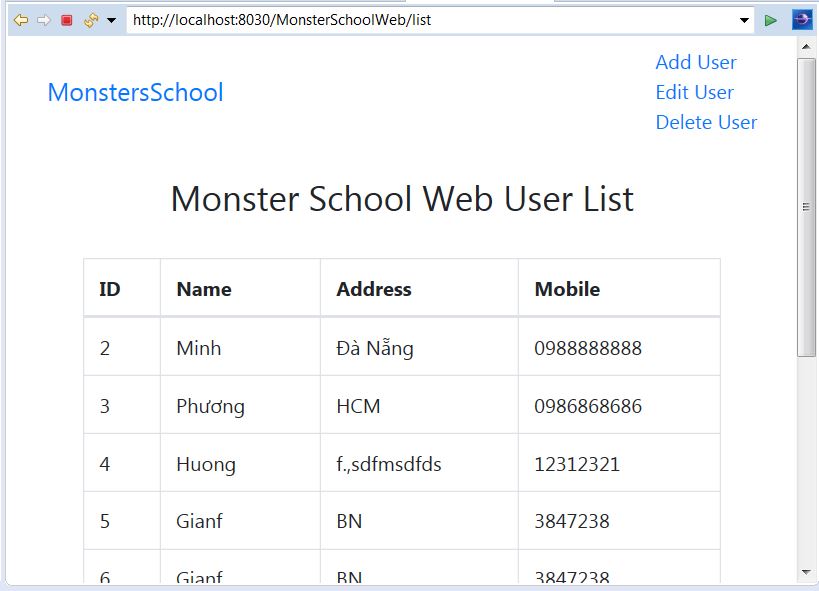 http://localhost:8030/MonsterSchoolWeb/list
MonstersSchool
Add User
Edit User
Delete User
Monster School Web User List
ID Name Address Mobile
2 Minh Đà Nẵng 0988888888
3 Phương HCM 0986868686
4 Huong f.,sdfmsdfds 12312321
5 Gianf BN 3847238
6 Gianf BN 3847238